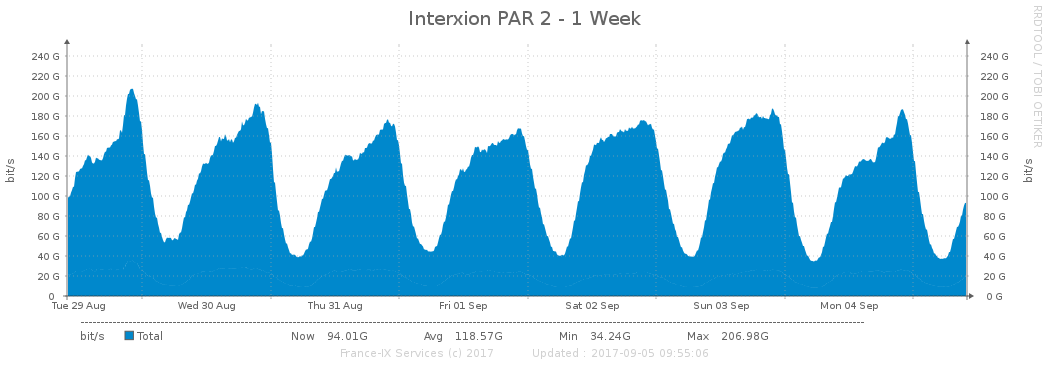 Interxion PAR 2 - 1 Week
RRDTOOL / TOBI OETIKER
bit/s
240 G 240 G
220 G 220 G
200 G 200 G
180 G 180 G
160 G 160 G
140 G 140 G
120 G 120 G
100 G 100 G
80 G 80 G
60 G 60 G
40 G 40 G
20 G 20 G
0 0 G
bit/s
Tue 29 Aug Wed 30 Aug Thu 31 Aug Fri 01 Sep Sat 02 Sep Sun 03 Sep Mon 04 Sep
bit/s Total Now 94.01G Avg 118.57G Min 34.24G Max 206.98G
France-IX Services (c) 2017 Updated : 2017-09-05 09:55:06